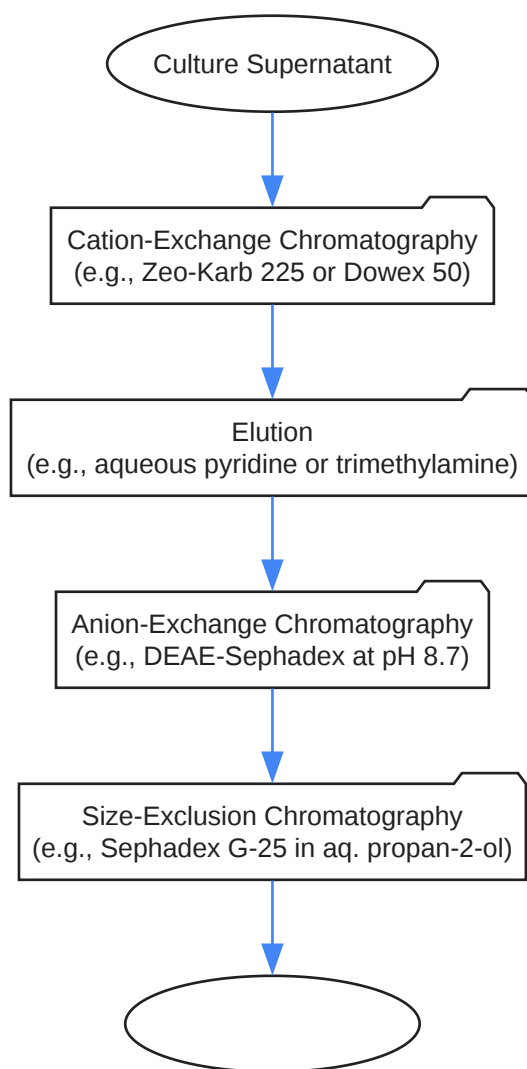 Culture Supernatant
Cation-Exchange Chromatography
(e.g., Zeo-Karb 225 or Dowex 50)
Elution
(e.g., aqueous pyridine or trimethylamine)
Anion-Exchange Chromatography
(e.g., DEAE-Sephadex at pH 8.7)
Size-Exclusion Chromatography
(e.g., Sephadex G-25 in aq. propan-2-ol)